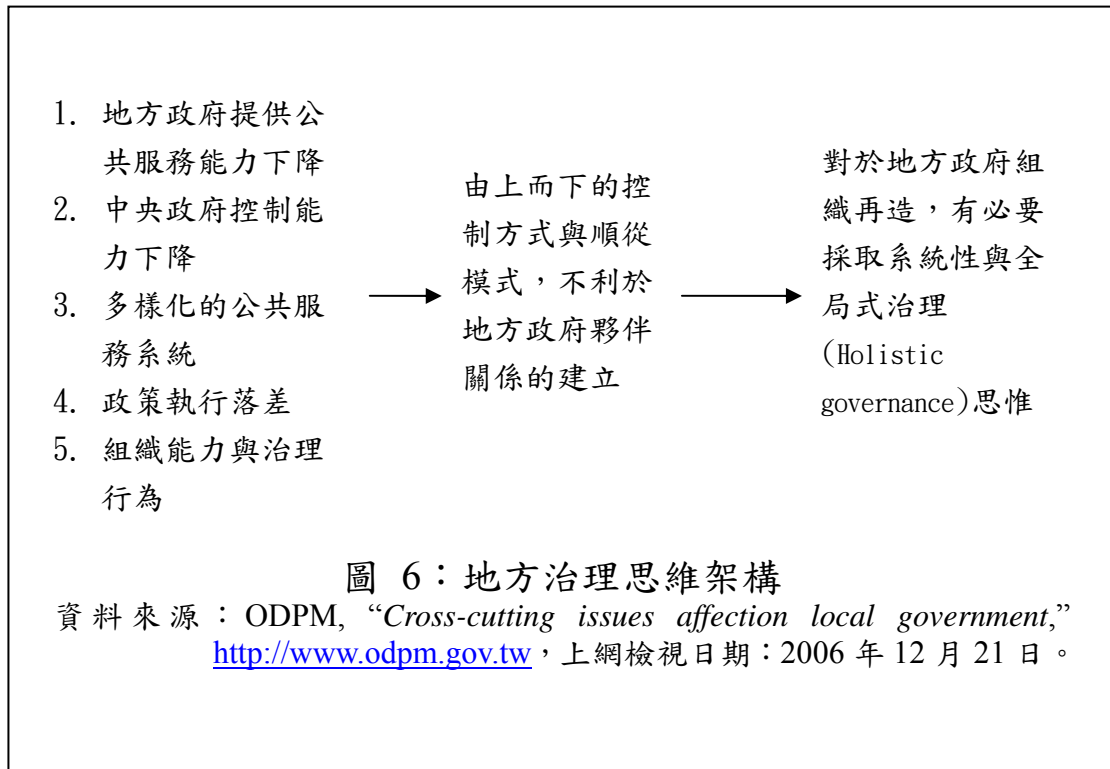 1. 地方政府提供公
共服務能力下降
2. 中央政府控制能
力下降
3. 多樣化的公共服
務系統
4. 政策執行落差
5. 組織能力與治理
行為
由上而下的控
制方式與順從
模式，不利於
地方政府夥伴
關係的建立
對於地方政府組
織再造，有必要
採取系統性與全
局式治理
(Holistic
governance)思惟
圖 6：地方治理思維架構
資料來源：ODPM, “Cross-cutting issues affection local government,”
http://www.odpm.gov.tw，上網檢視日期：2006 年 12 月 21 日。